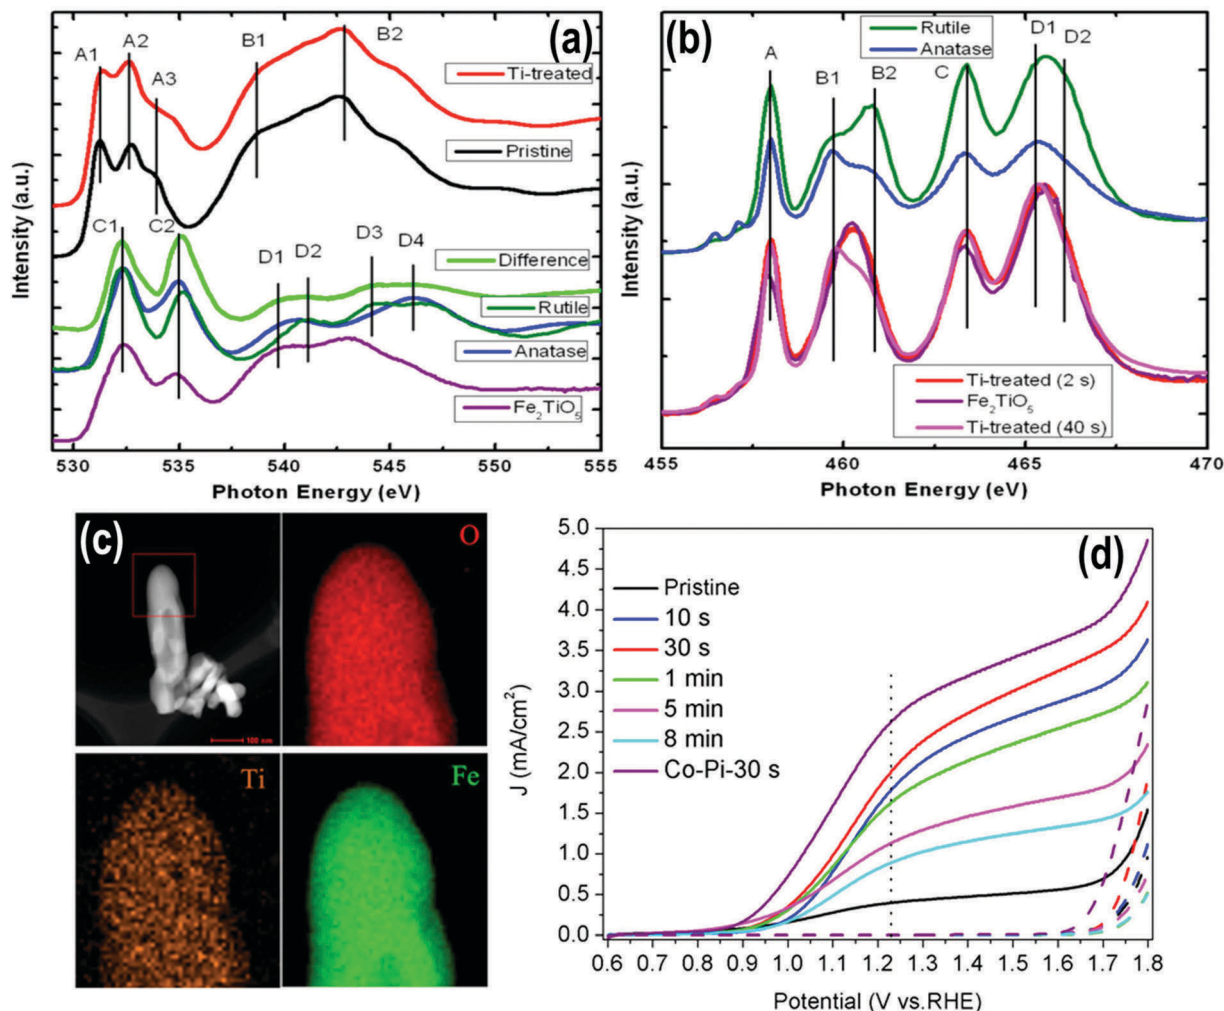 (a)
A1
A2
A3
B1
B2
Ti-treated
Pristine
C1
C2
D1
D2
D3
D4
Difference
Rutile
Anatase
Fe₂TiO₅
Intensity (a.u.)
530 535 540 545 550 555
Photon Energy (eV)
(b)
Rutile
Anatase
A
B1
B2
C
D1
D2
Ti-treated (2 s)
Fe₂TiO₅
Ti-treated (40 s)
Intensity (a.u.)
455 460 465 470
Photon Energy (eV)
(c)
O
100 nm
Ti
Fe
(d)
Pristine
10 s
30 s
1 min
5 min
8 min
Co-Pi-30 s
J (mA/cm²)
5.0
4.5
4.0
3.5
3.0
2.5
2.0
1.5
1.0
0.5
0.0
0.6 0.7 0.8 0.9 1.0 1.1 1.2 1.3 1.4 1.5 1.6 1.7 1.8
Potential (V vs.RHE)